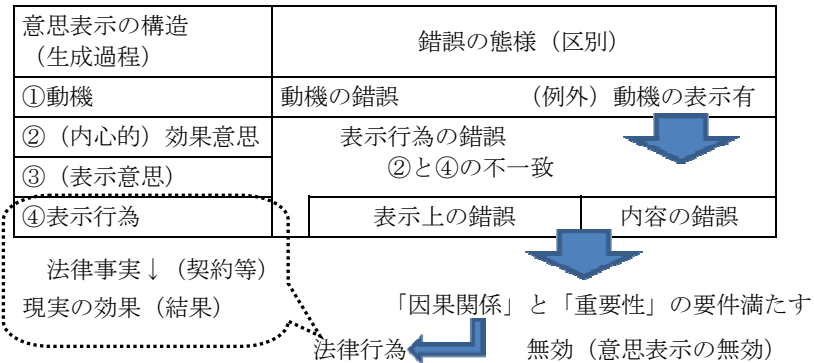 意思表示の構造
（生成過程）
錯誤の態様（区別）
①動機
動機の錯誤　（例外）動機の表示有
②（内心的）効果意思
表示行為の錯誤
②と④の不一致
③（表示意思）
④表示行為
表示上の錯誤
内容の錯誤
法律事実↓（契約等）
現実の効果（結果）
「因果関係」と「重要性」の要件満たす
法律行為
無効（意思表示の無効）